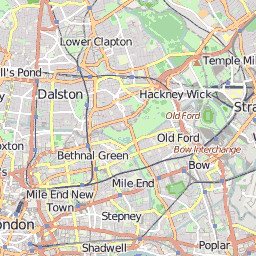 Lower Clapton
Temple Mi
ll's Pond
Dalston
Hackney Wick
Stra
Old Ford
oxton
Old Ford
Bethnal Green
Bow Interchange
Bow
's
Mile End
Mile End New
Town
Stepney
ondon
Shadwell
Poplar